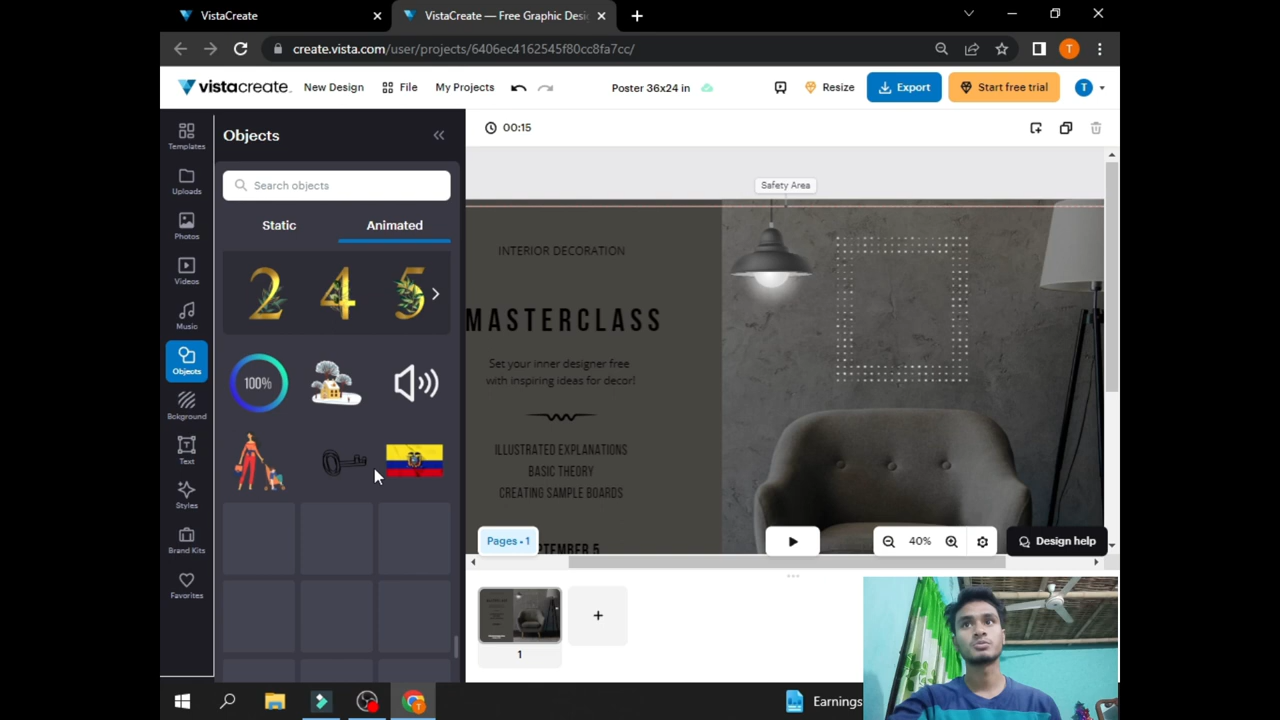 VistaCreate
VistaCreate — Free Graphic Desi
create.vista.com/user/projects/6406ec4162545f80cc8fa7cc/
T
vistacreate
New Design
File
My Projects
Poster 36x24 in
Resize
Export
Start free trial
T
Templates
Uploads
Photos
Videos
Music
Objects
Bckground
Text
Styles
Brand Kits
Favorites
Objects
Search objects
Static
Animated
2 4 5
100%
00:15
Safety Area
INTERIOR DECORATION
MASTERCLASS
Set your inner designer free
with inspiring ideas for decor!
ILLUSTRATED EXPLANATIONS
BASIC THEORY
CREATING SAMPLE BOARDS
Pages • 1
40%
Design help
1
Earnings